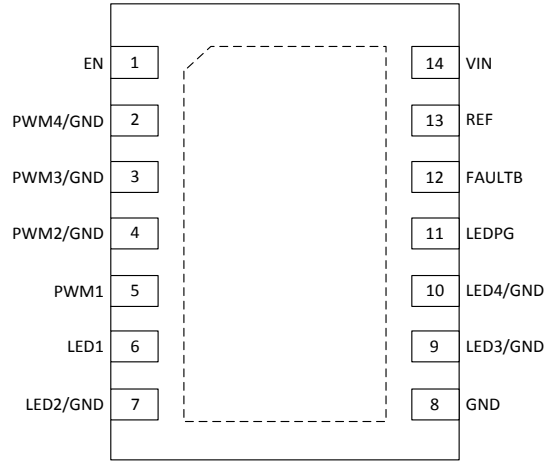 EN 1 14 VIN
PWM4/GND 2 13 REF
PWM3/GND 3 12 FAULTB
PWM2/GND 4 11 LEDPG
PWM1 5 10 LED4/GND
LED1 6 9 LED3/GND
LED2/GND 7 8 GND